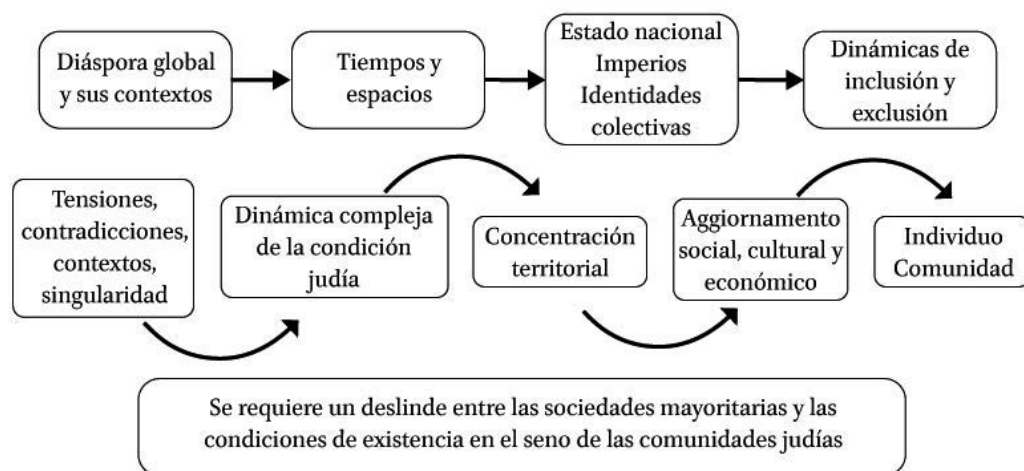 Diáspora global
y sus contextos
Tiempos y
espacios
Estado nacional
Imperios
Identidades
colectivas
Dinámicas de
inclusión y
exclusión
Tensiones,
contradicciones,
contextos,
singularidad
Dinámica compleja
de la condición
judía
Concentración
territorial
Aggiornamento
social, cultural y
económico
Individuo
Comunidad
Se requiere un deslinde entre las sociedades mayoritarias y las
condiciones de existencia en el seno de las comunidades judías